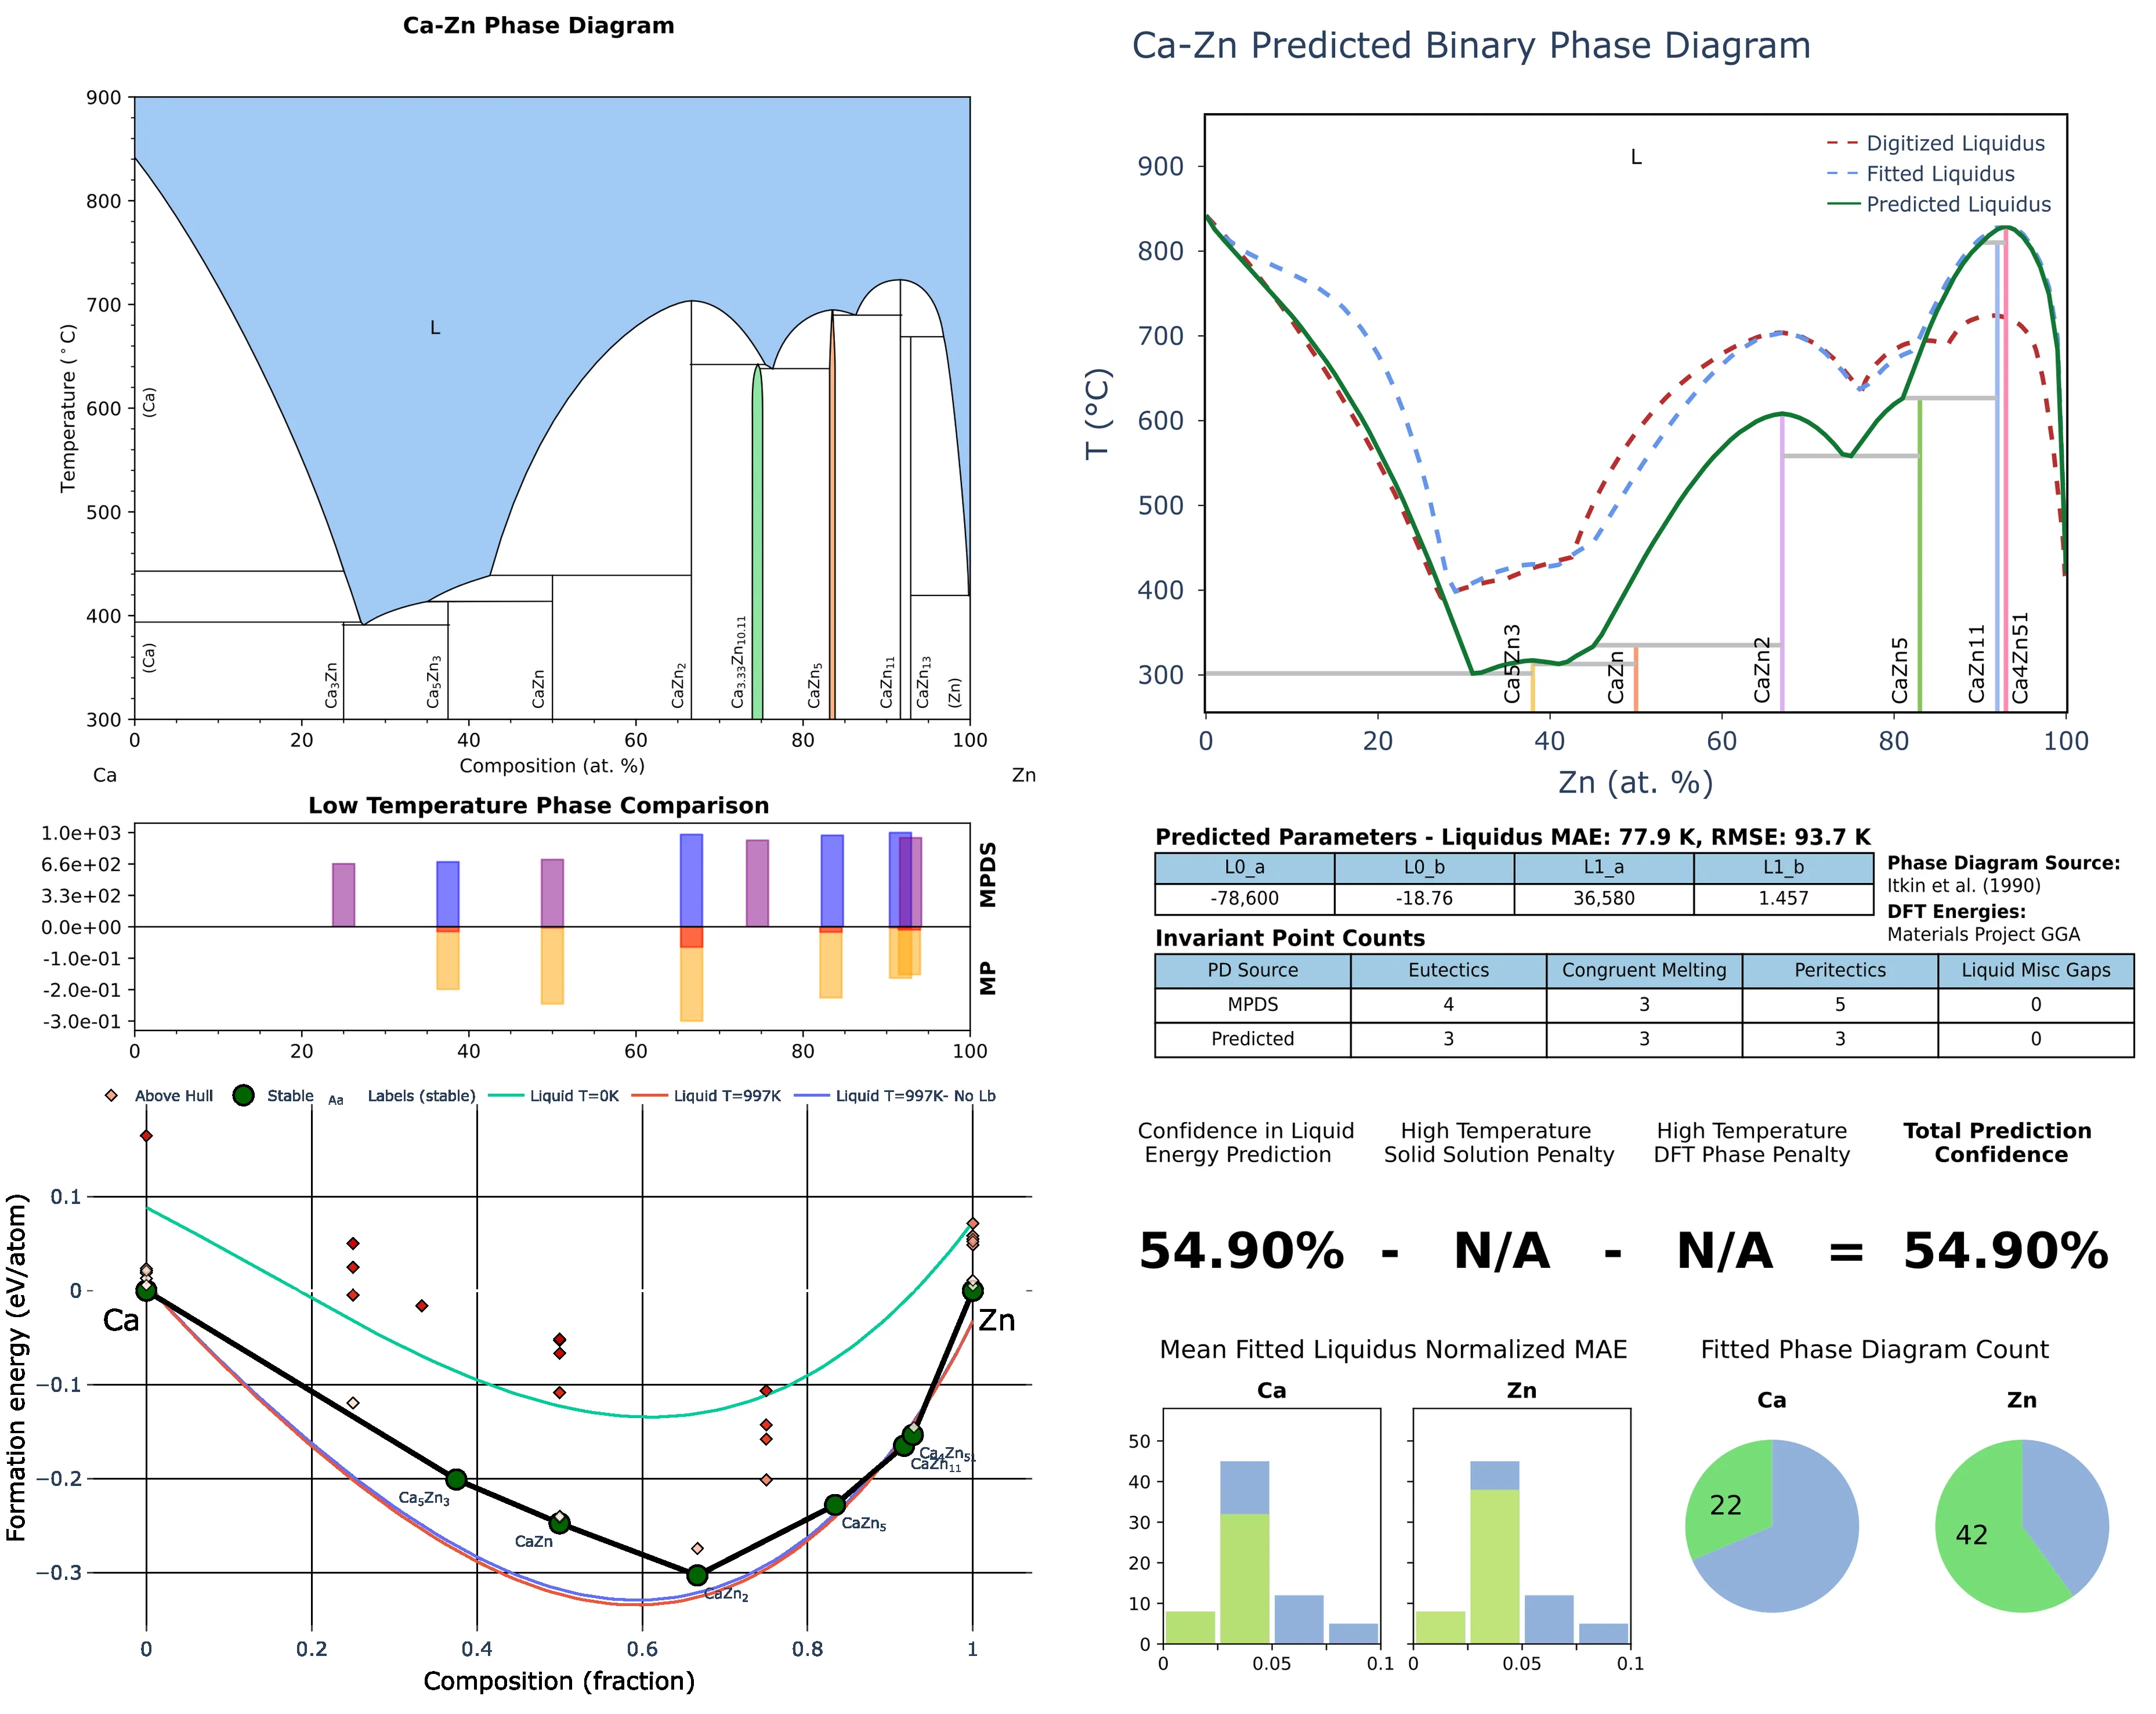 Ca-Zn Phase Diagram
900
800
700
600
500
400
300
Temperature (°C)
L
(Ca)
(Ca)
Ca3Zn
Ca5Zn3
CaZn
CaZn2
Ca3.33Zn10.11
CaZn5
CaZn11
CaZn13
(Zn)
0 20 40 60 80 100
Composition (at. %)
Ca Zn
Low Temperature Phase Comparison
1.0e+03
6.6e+02
3.3e+02
0.0e+00
-1.0e-01
-2.0e-01
-3.0e-01
MPDS
MP
0 20 40 60 80 100
Above Hull Stable Aa Labels (stable) Liquid T=0K Liquid T=997K Liquid T=997K- No Lb
0.1
0
−0.1
−0.2
−0.3
Formation energy (eV/atom)
Ca
Zn
Ca5Zn3
CaZn
CaZn2
CaZn5
CaZn11
Ca4Zn51
0 0.2 0.4 0.6 0.8 1
Composition (fraction)
Ca-Zn Predicted Binary Phase Diagram
900
800
700
600
500
400
300
T (°C)
L
Digitized Liquidus
Fitted Liquidus
Predicted Liquidus
Ca5Zn3
CaZn
CaZn2
CaZn5
CaZn11
Ca4Zn51
0 20 40 60 80 100
Zn (at. %)
Predicted Parameters - Liquidus MAE: 77.9 K, RMSE: 93.7 K
L0_a L0_b L1_a L1_b
-78,600 -18.76 36,580 1.457
Phase Diagram Source:
Itkin et al. (1990)
DFT Energies:
Materials Project GGA
Invariant Point Counts
PD Source Eutectics Congruent Melting Peritectics Liquid Misc Gaps
MPDS 4 3 5 0
Predicted 3 3 3 0
Confidence in Liquid
Energy Prediction
High Temperature
Solid Solution Penalty
High Temperature
DFT Phase Penalty
Total Prediction
Confidence
54.90% - N/A - N/A = 54.90%
Mean Fitted Liquidus Normalized MAE
Ca
Zn
50
40
30
20
10
0
0 0.05 0.1
0 0.05 0.1
Fitted Phase Diagram Count
Ca
Zn
22
42